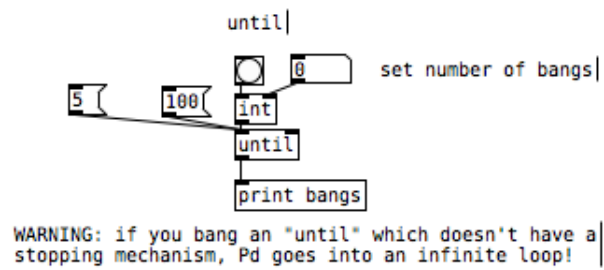 until
0
set number of bangs
5
100
int
until
print bangs
WARNING: if you bang an "until" which doesn't have a
stopping mechanism, Pd goes into an infinite loop!